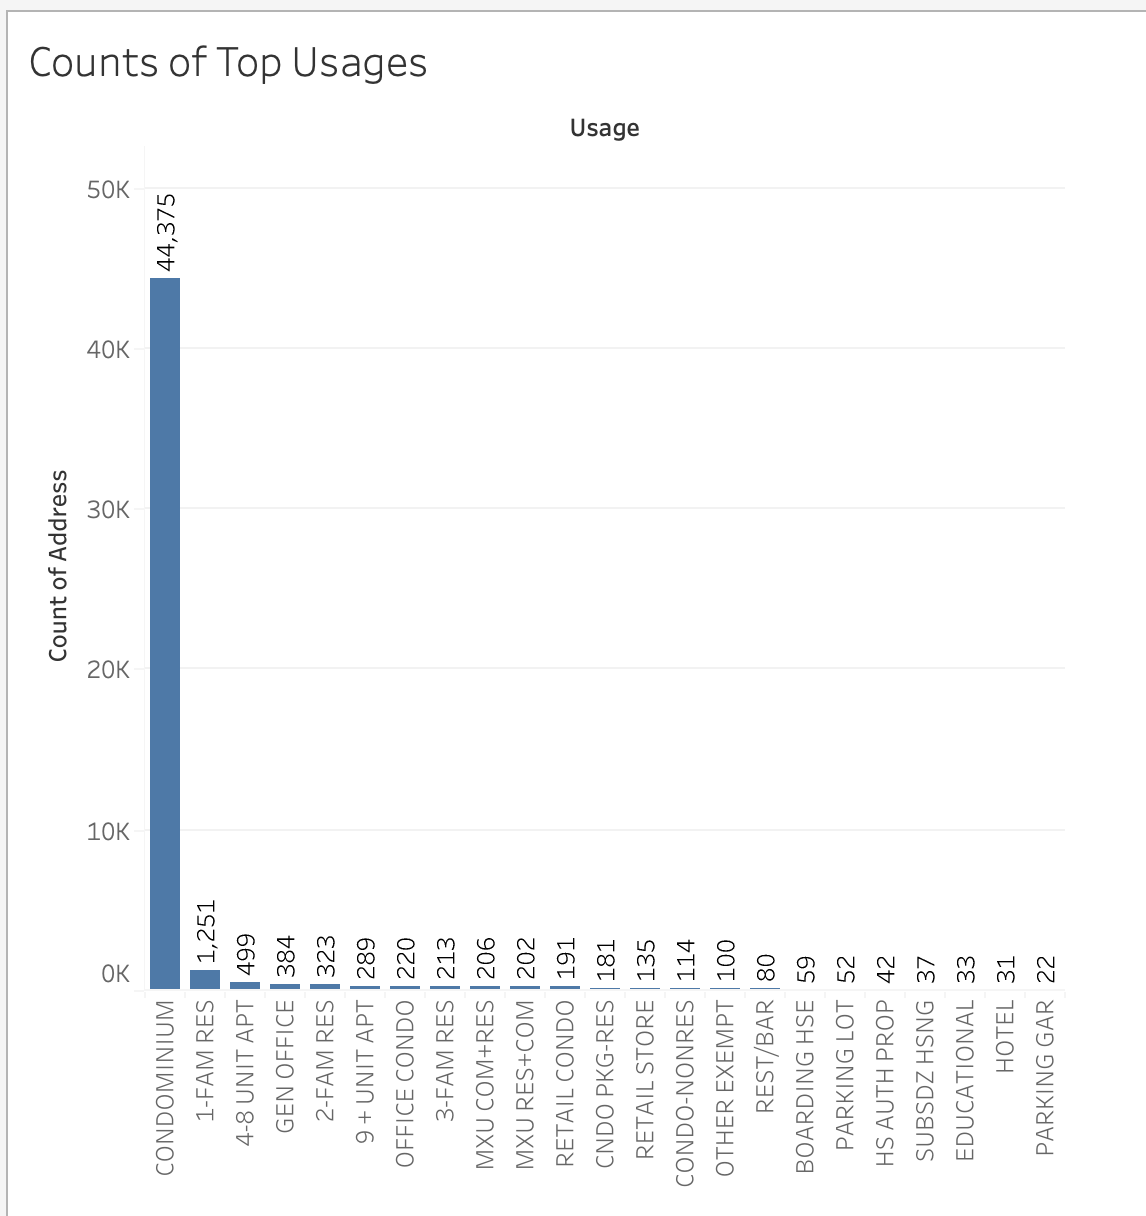 Counts of Top Usages
Usage
Count of Address
50K
40K
30K
20K
10K
0K
44,375
1,251
499
384
323
289
220
213
206
202
191
181
135
114
100
80
59
52
42
37
33
31
22
CONDOMINIUM
1-FAM RES
4-8 UNIT APT
GEN OFFICE
2-FAM RES
9 + UNIT APT
OFFICE CONDO
3-FAM RES
MXU COM+RES
MXU RES+COM
RETAIL CONDO
CNDO PKG-RES
RETAIL STORE
CONDO-NONRES
OTHER EXEMPT
REST/BAR
BOARDING HSE
PARKING LOT
HS AUTH PROP
SUBSDZ HSNG
EDUCATIONAL
HOTEL
PARKING GAR